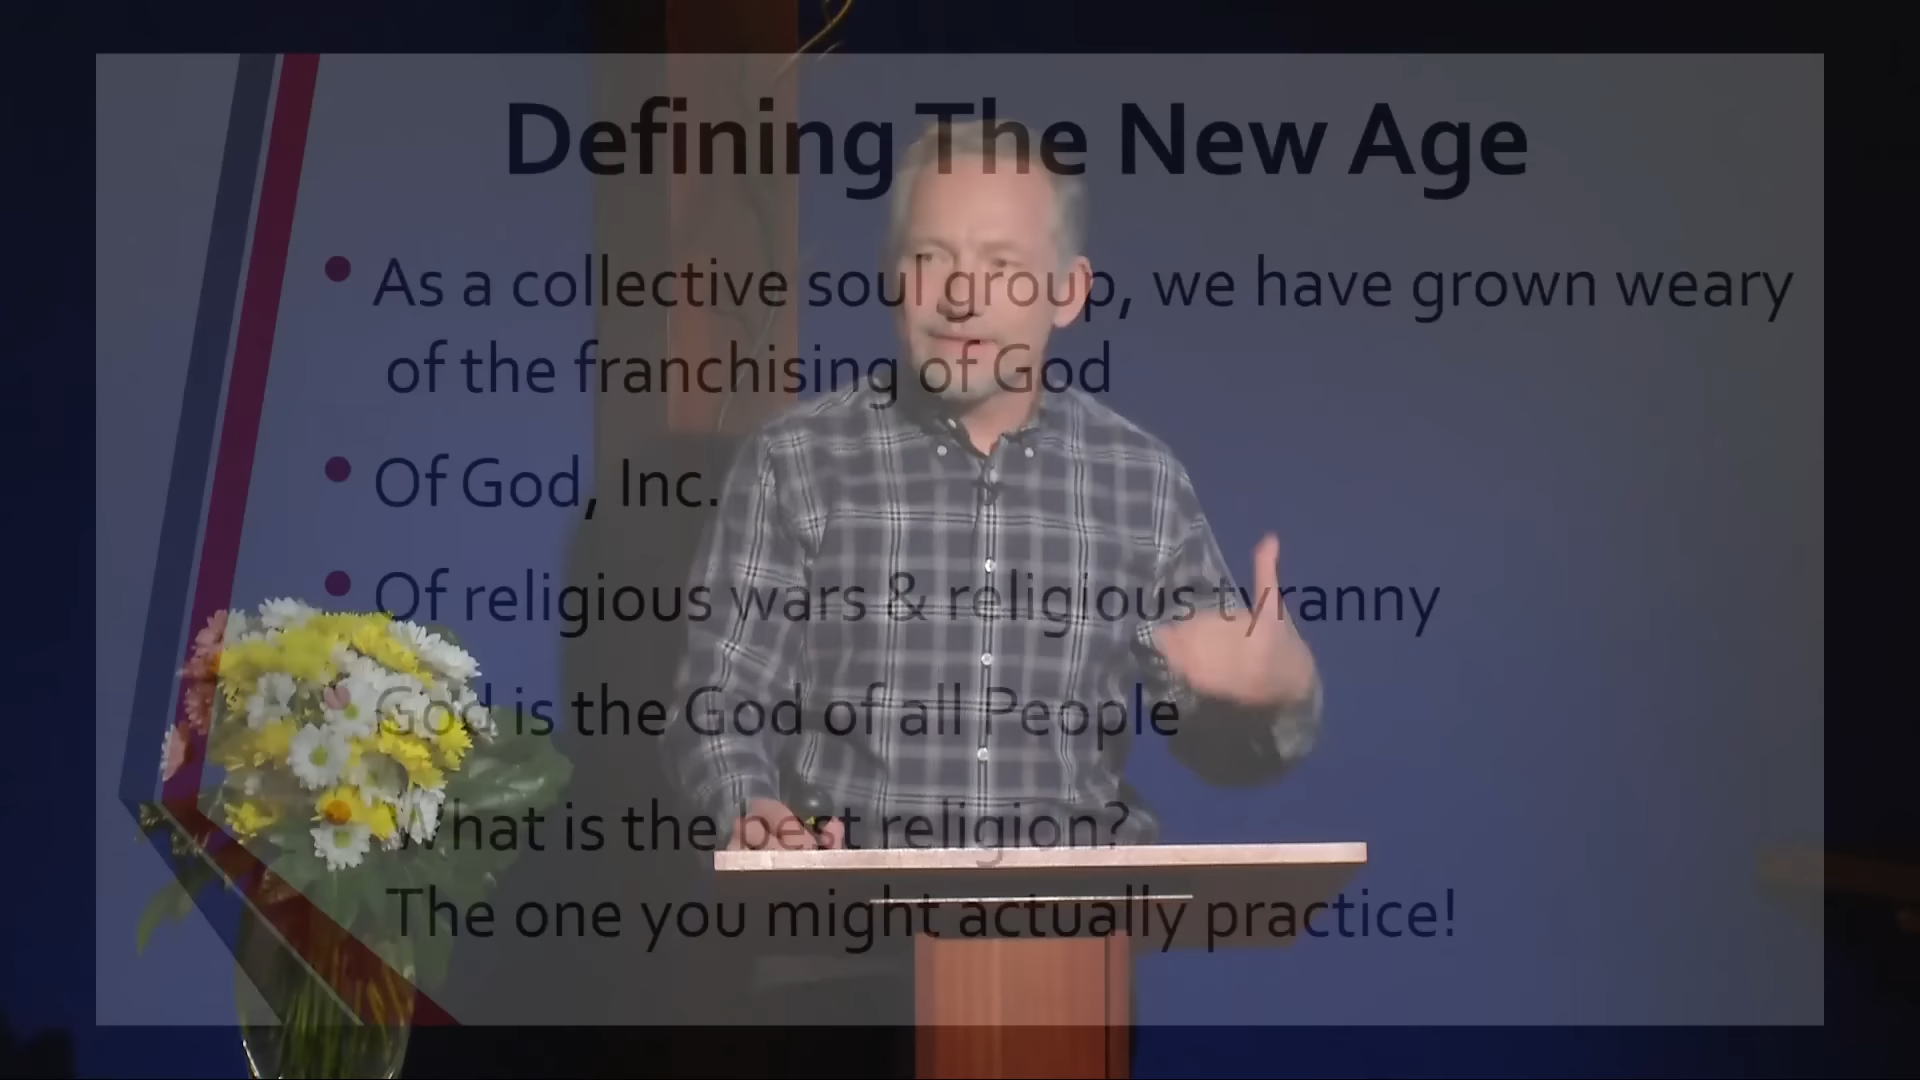 Defining The New Age
• As a collective soul group, we have grown weary
of the franchising of God
• Of God, Inc.
• Of religious wars & religious tyranny
• God is the God of all People
What is the best religion?
The one you might actually practice!